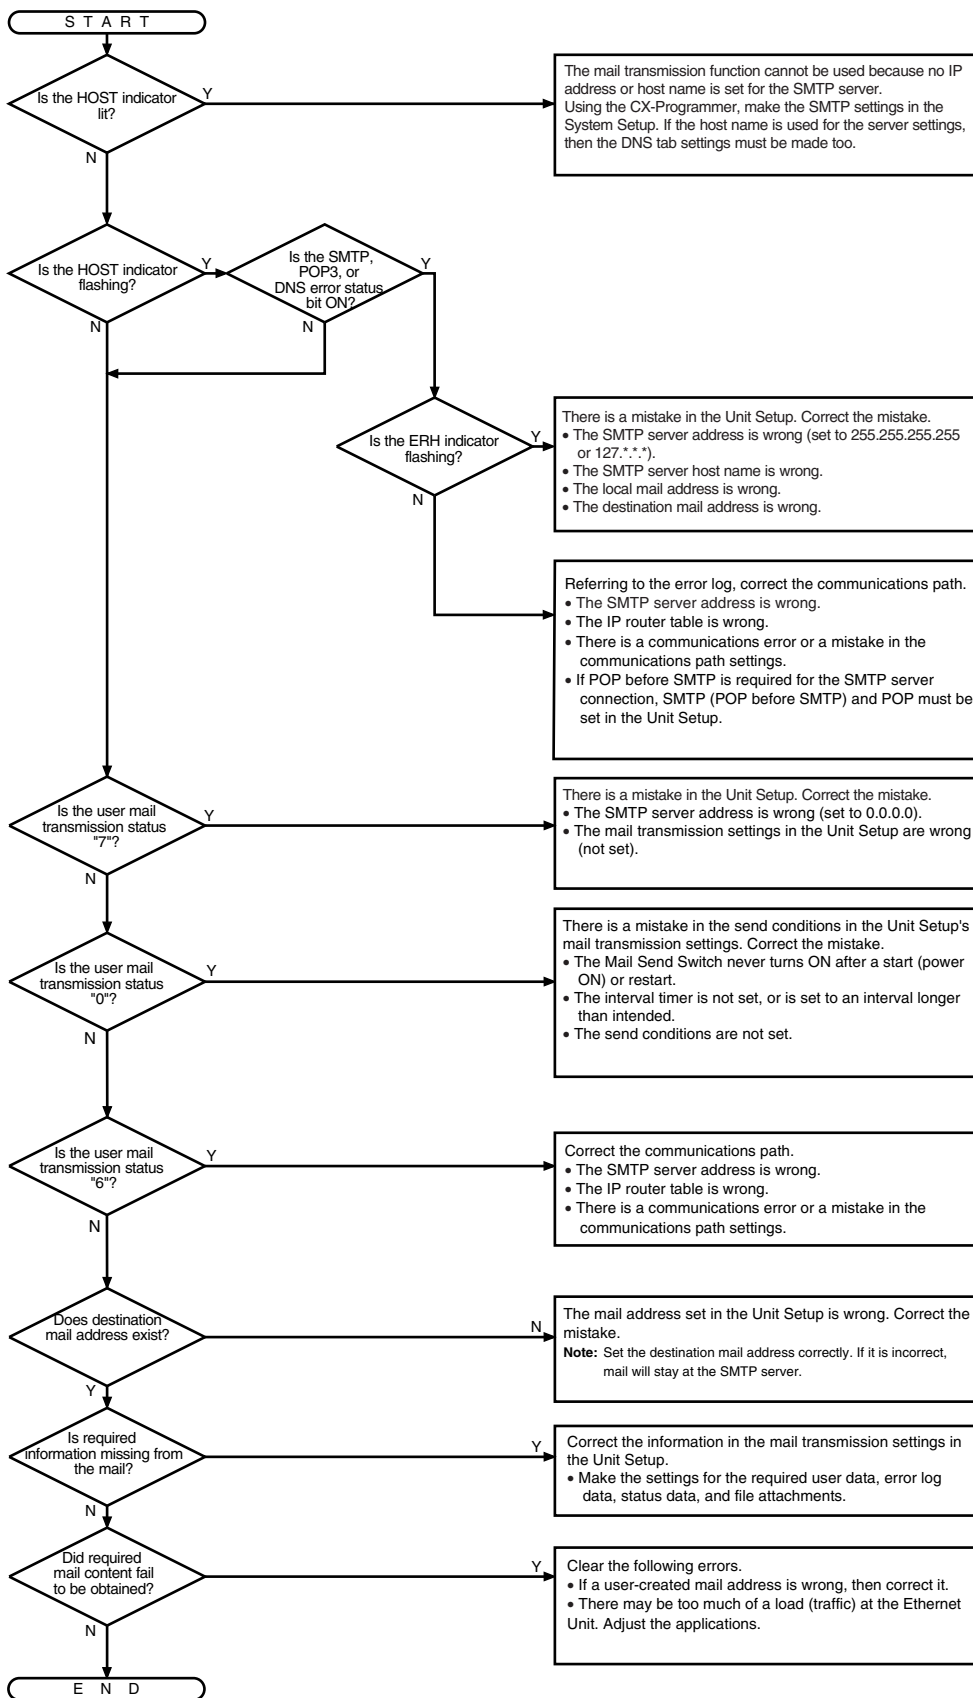 S T A R T
Is the HOST indicator
lit?
Y
N
The mail transmission function cannot be used because no IP
address or host name is set for the SMTP server.
Using the CX-Programmer, make the SMTP settings in the
System Setup. If the host name is used for the server settings,
then the DNS tab settings must be made too.
Is the HOST indicator
flashing?
Y
N
Is the SMTP,
POP3, or
DNS error status
bit ON?
Y
N
Is the ERH indicator
flashing?
Y
N
There is a mistake in the Unit Setup. Correct the mistake.
• The SMTP server address is wrong (set to 255.255.255.255
or 127.*.*.*).
• The SMTP server host name is wrong.
• The local mail address is wrong.
• The destination mail address is wrong.
Referring to the error log, correct the communications path.
• The SMTP server address is wrong.
• The IP router table is wrong.
• There is a communications error or a mistake in the
communications path settings.
• If POP before SMTP is required for the SMTP server
connection, SMTP (POP before SMTP) and POP must be
set in the Unit Setup.
Is the user mail
transmission status
"7"?
Y
N
There is a mistake in the Unit Setup. Correct the mistake.
• The SMTP server address is wrong (set to 0.0.0.0).
• The mail transmission settings in the Unit Setup are wrong
(not set).
Is the user mail
transmission status
"0"?
Y
N
There is a mistake in the send conditions in the Unit Setup's
mail transmission settings. Correct the mistake.
• The Mail Send Switch never turns ON after a start (power
ON) or restart.
• The interval timer is not set, or is set to an interval longer
than intended.
• The send conditions are not set.
Is the user mail
transmission status
"6"?
Y
N
Correct the communications path.
• The SMTP server address is wrong.
• The IP router table is wrong.
• There is a communications error or a mistake in the
communications path settings.
Does destination
mail address exist?
N
Y
The mail address set in the Unit Setup is wrong. Correct the
mistake.
Note: Set the destination mail address correctly. If it is incorrect,
mail will stay at the SMTP server.
Is required
information missing from
the mail?
Y
N
Correct the information in the mail transmission settings in
the Unit Setup.
• Make the settings for the required user data, error log
data, status data, and file attachments.
Did required
mail content fail
to be obtained?
Y
N
Clear the following errors.
• If a user-created mail address is wrong, then correct it.
• There may be too much of a load (traffic) at the Ethernet
Unit. Adjust the applications.
E N D